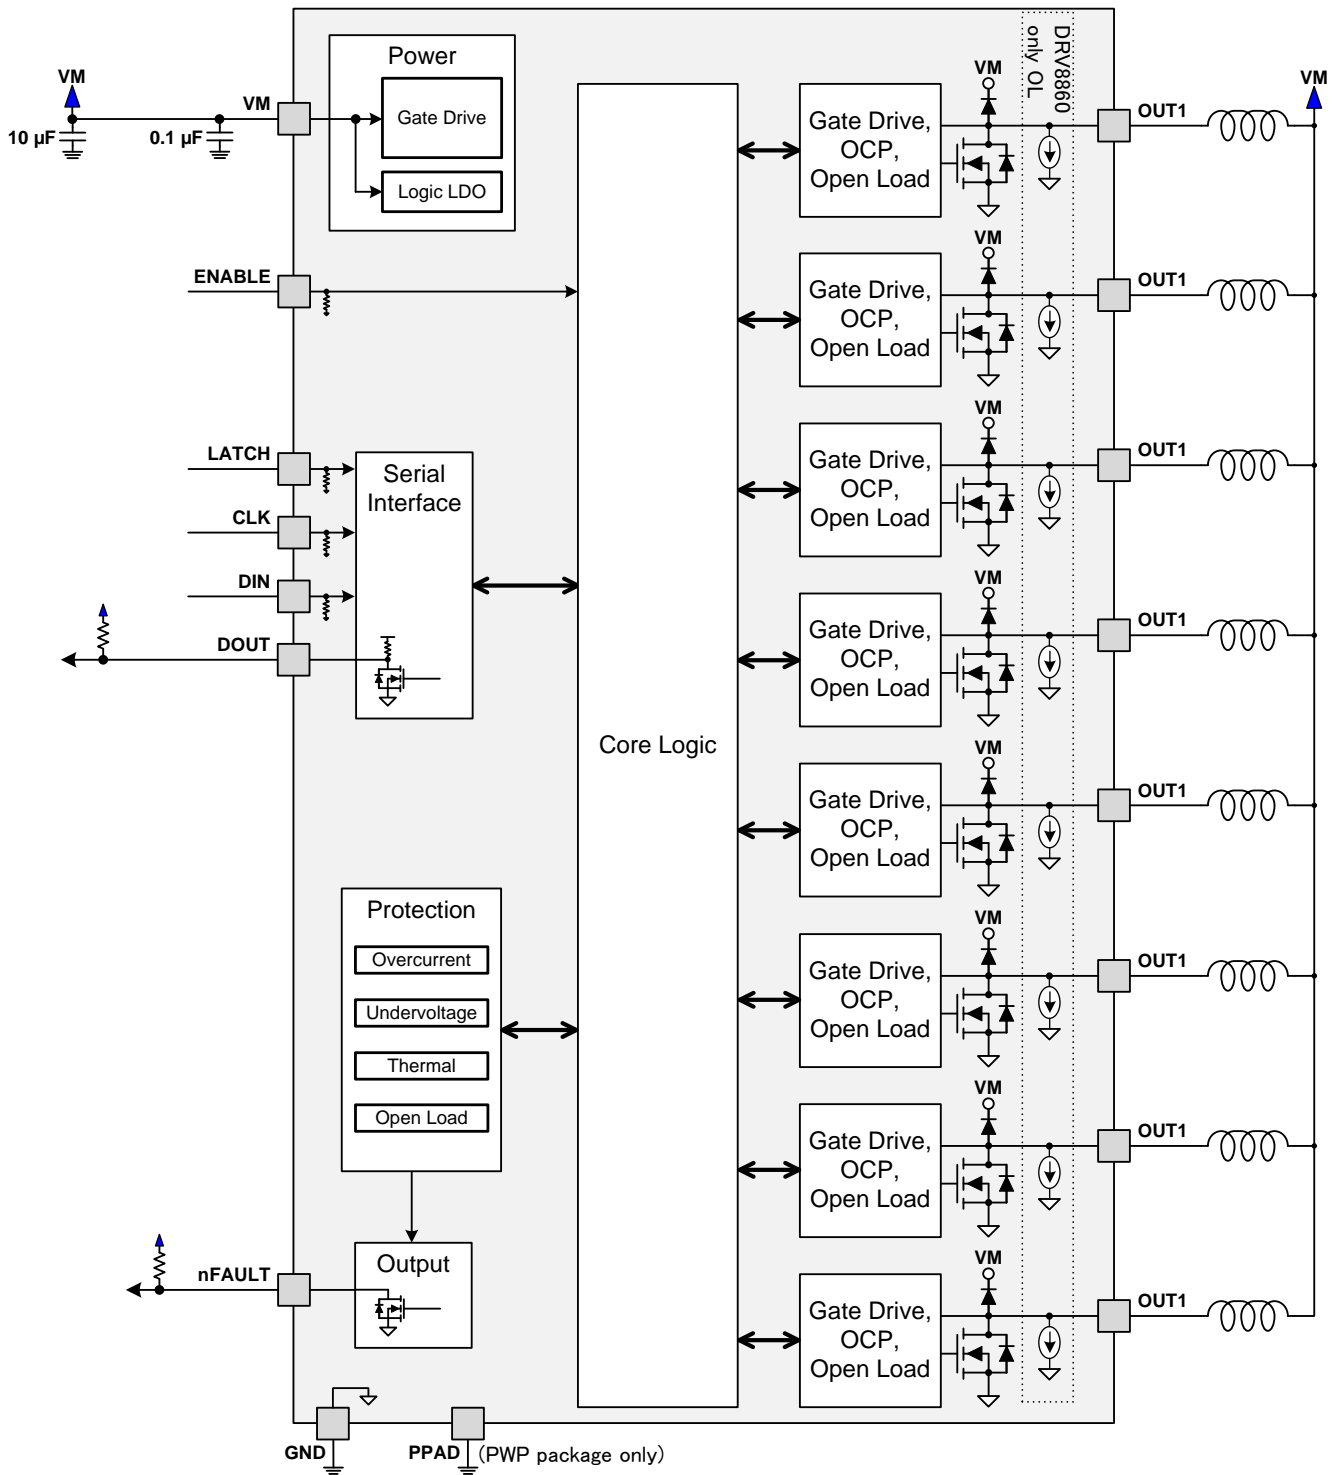 VM
10 µF
0.1 µF
VM
Power
Gate Drive
Logic LDO
ENABLE
LATCH
CLK
DIN
DOUT
Serial
Interface
Core Logic
Protection
Overcurrent
Undervoltage
Thermal
Open Load
nFAULT
Output
GND
PPAD
(PWP package only)
DRV8860
only OL
VM
Gate Drive,
OCP,
Open Load
VM
OUT1
Gate Drive,
OCP,
Open Load
VM
OUT1
Gate Drive,
OCP,
Open Load
VM
OUT1
Gate Drive,
OCP,
Open Load
VM
OUT1
Gate Drive,
OCP,
Open Load
VM
OUT1
Gate Drive,
OCP,
Open Load
VM
OUT1
Gate Drive,
OCP,
Open Load
VM
OUT1
Gate Drive,
OCP,
Open Load
VM
OUT1